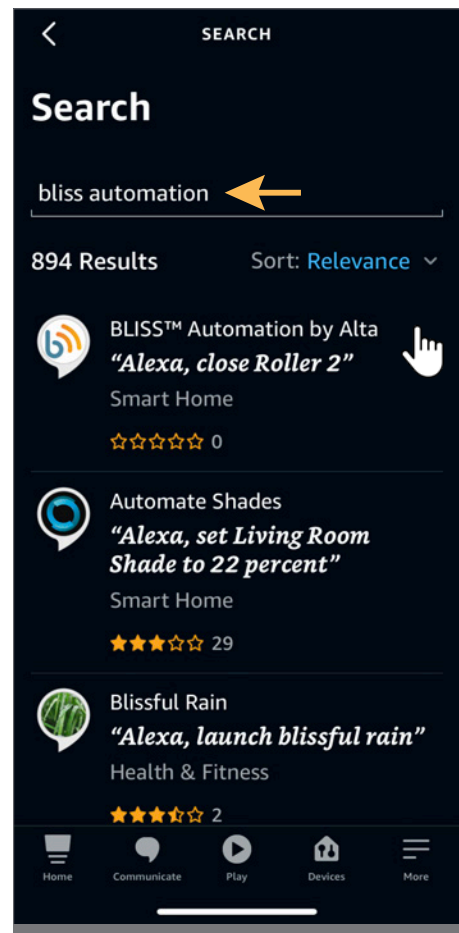 SEARCH
Search
bliss automation
894 Results
Sort: Relevance
BLISS™ Automation by Alta
“Alexa, close Roller 2”
Smart Home
0
Automate Shades
“Alexa, set Living Room
Shade to 22 percent”
Smart Home
29
Blissful Rain
“Alexa, launch blissful rain”
Health & Fitness
2
Home
Communicate
Play
Devices
More